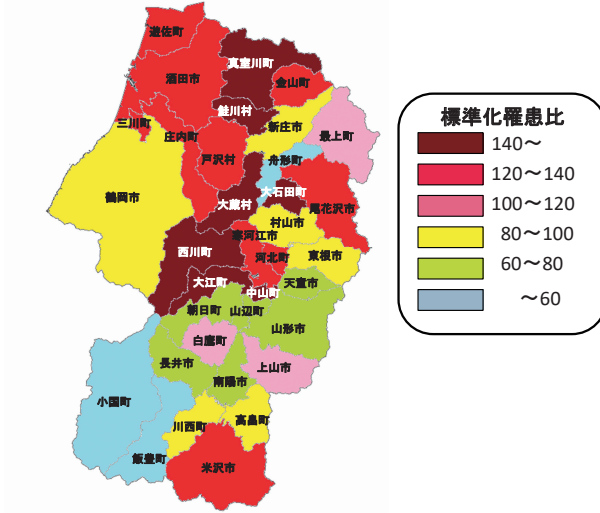 遊佐町
真室川町
酒田市
金山町
鮭川村
三川町
庄内町
新庄市
最上町
戸沢村
舟形町
鶴岡市
大石田町
大蔵村
尾花沢市
村山市
寒河江市
西川町
河北町
東根市
大江町
中山町
天童市
朝日町
山辺町
山形市
白鷹町
長井市
上山市
南陽市
小国町
川西町
高畠町
飯豊町
米沢市
標準化罹患比
140～
120～140
100～120
80～100
60～80
～60